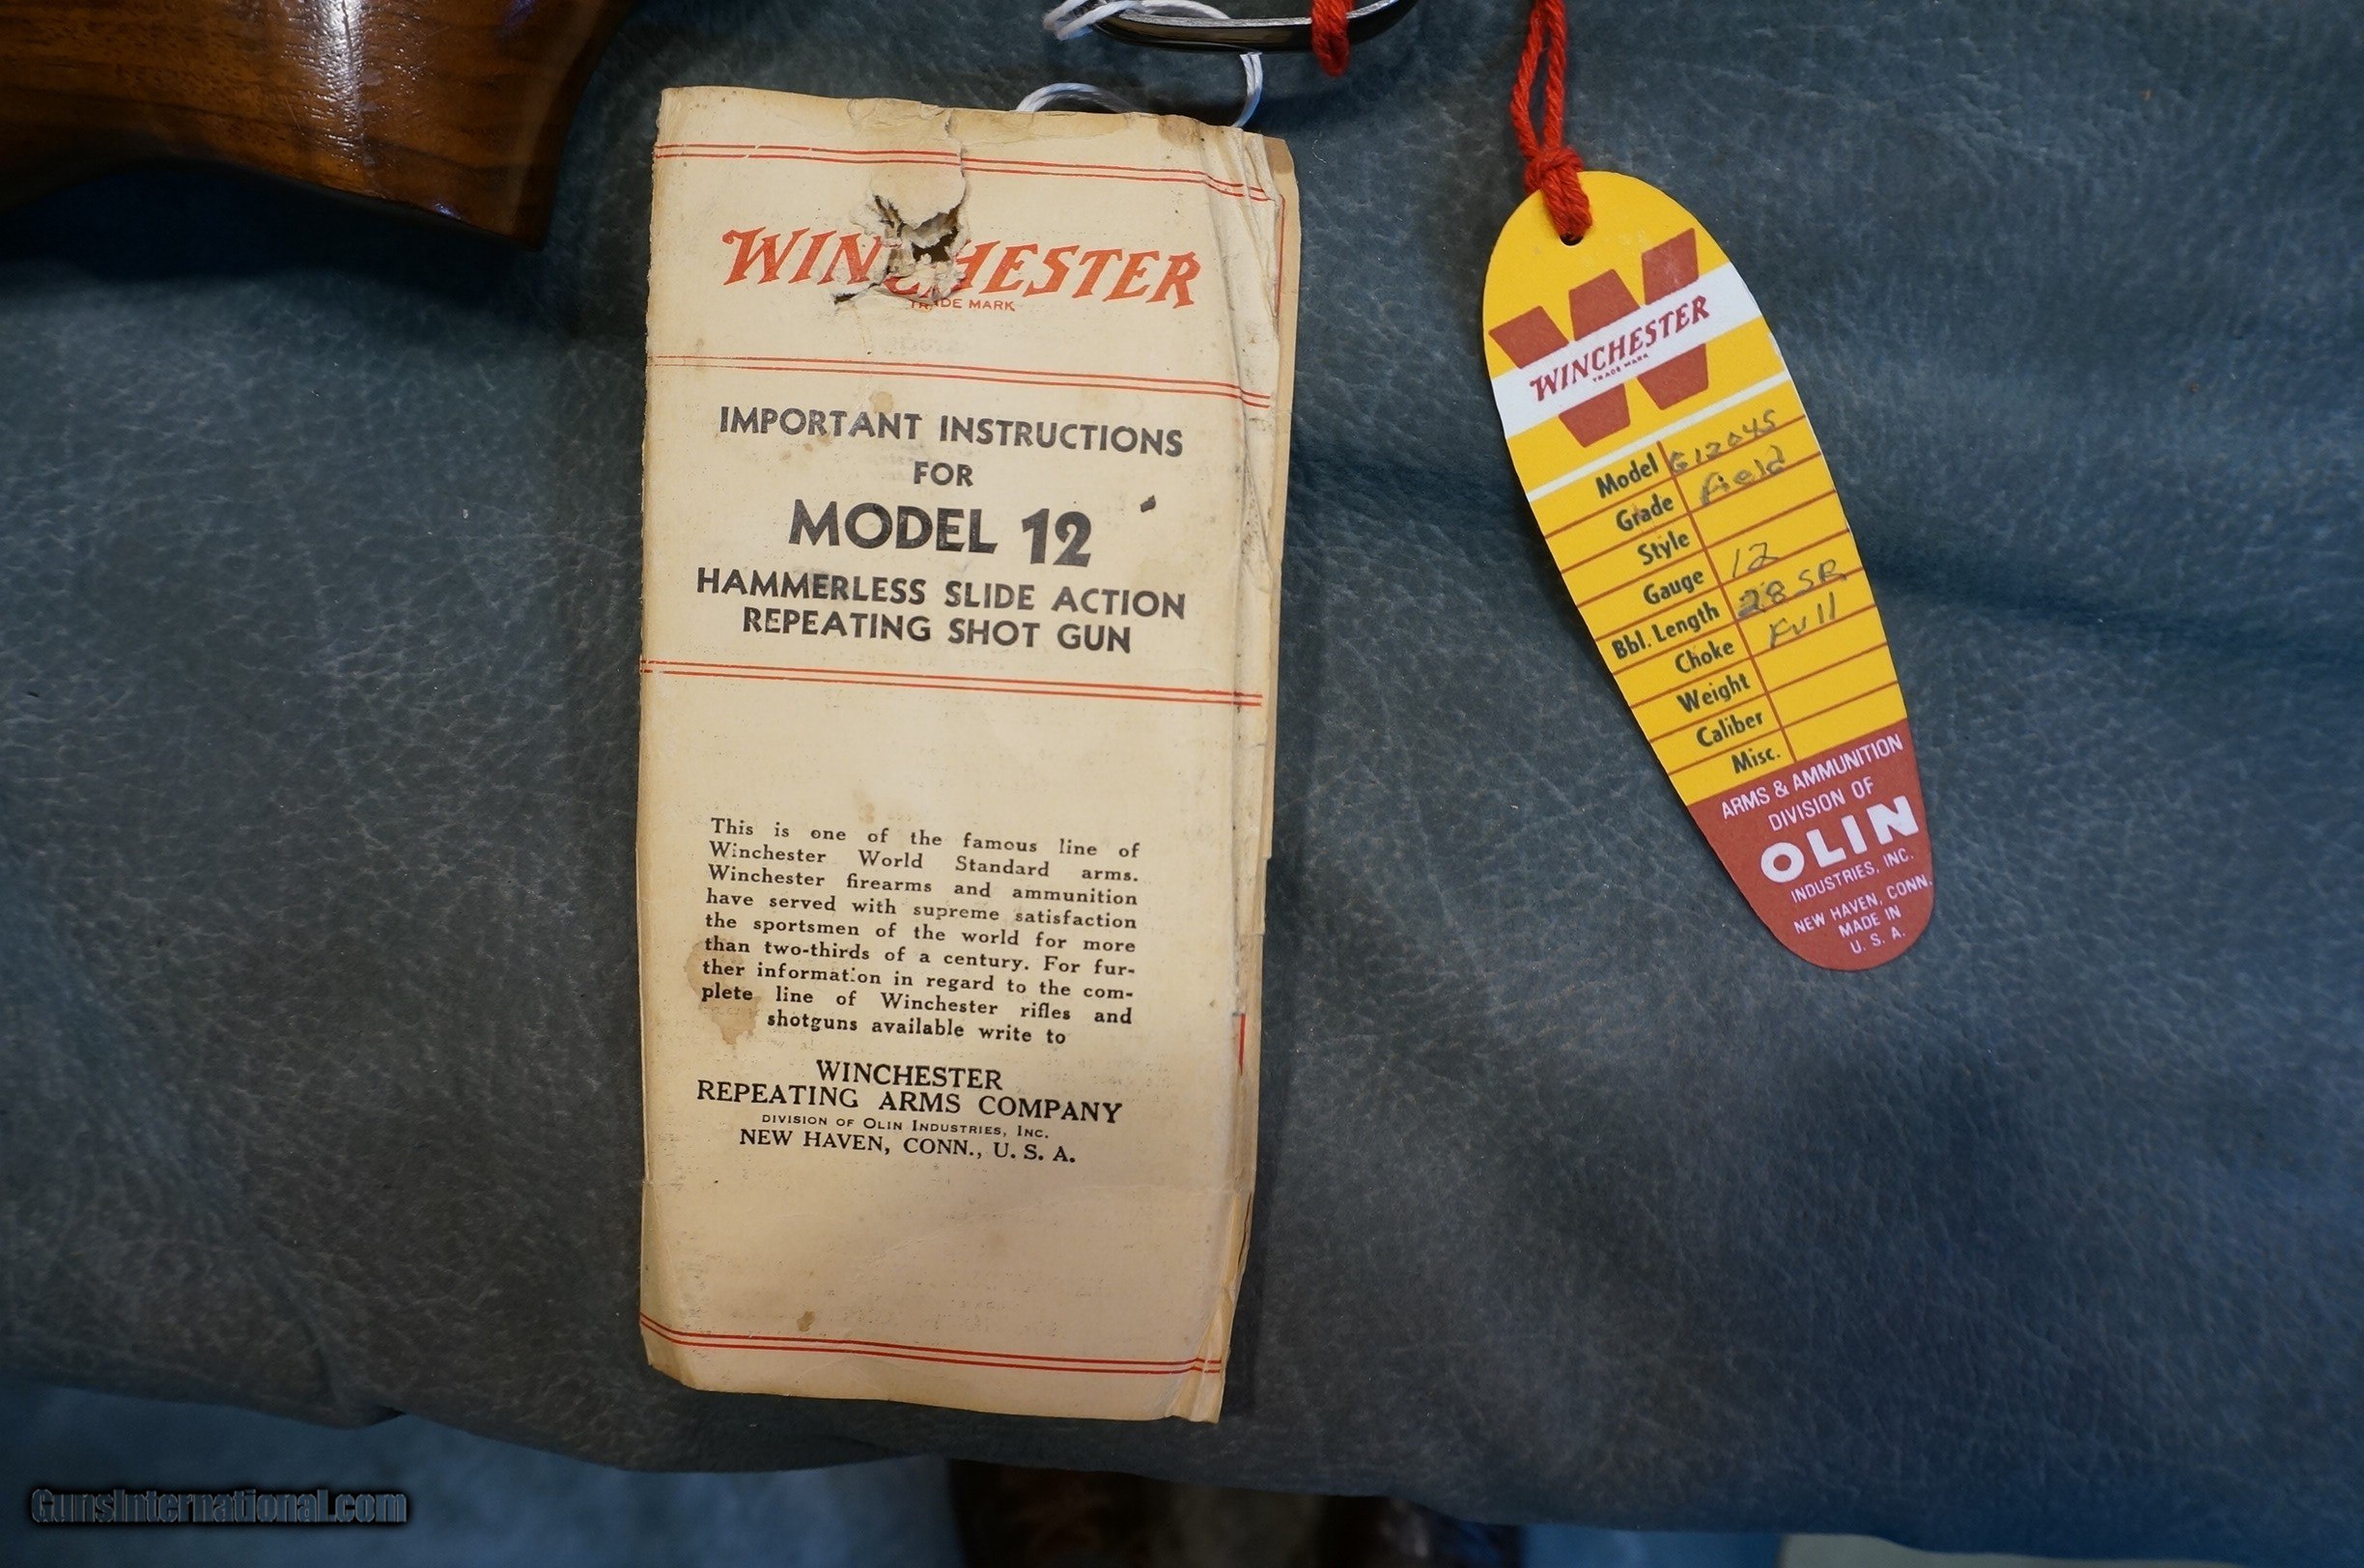 WINCHESTER
TRADE MARK
IMPORTANT INSTRUCTIONS
FOR
MODEL 12
HAMMERLESS SLIDE ACTION
REPEATING SHOT GUN
This is one of the famous line of
Winchester World Standard arms.
Winchester firearms and ammunition
have served with supreme satisfaction
the sportsmen of the world for more
than two-thirds of a century. For fur-
ther information in regard to the com-
plete line of Winchester rifles and
shotguns available write to
WINCHESTER
REPEATING ARMS COMPANY
DIVISION OF OLIN INDUSTRIES, INC.
NEW HAVEN, CONN., U. S. A.
W
WINCHESTER
TRADE MARK
Model G1204S
Grade Field
Style
Gauge 12
Bbl. Length 28 SR
Choke Full
Weight
Caliber
Misc.
ARMS & AMMUNITION
DIVISION OF
OLIN
INDUSTRIES, INC.
NEW HAVEN, CONN.
MADE IN
U. S. A.
GunsInternational.com